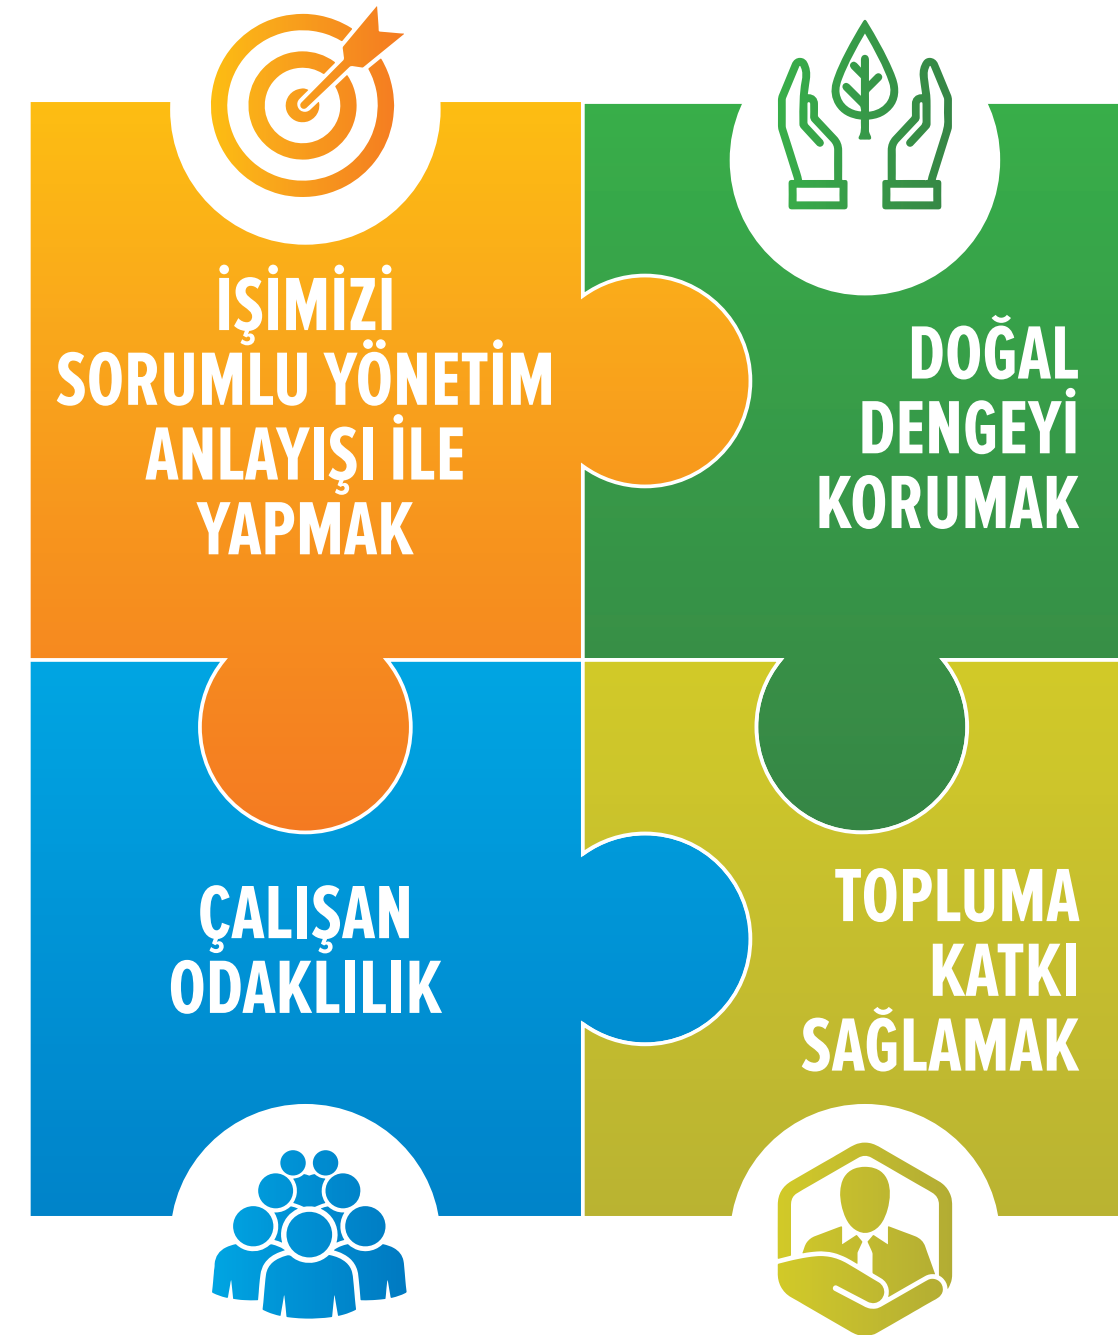 İŞİMİZİ
SORUMLU YÖNETİM
ANLAYIŞI İLE
YAPMAK
DOĞAL
DENGEYİ
KORUMAK
ÇALIŞAN
ODAKLILIK
TOPLUMA
KATKI
SAĞLAMAK